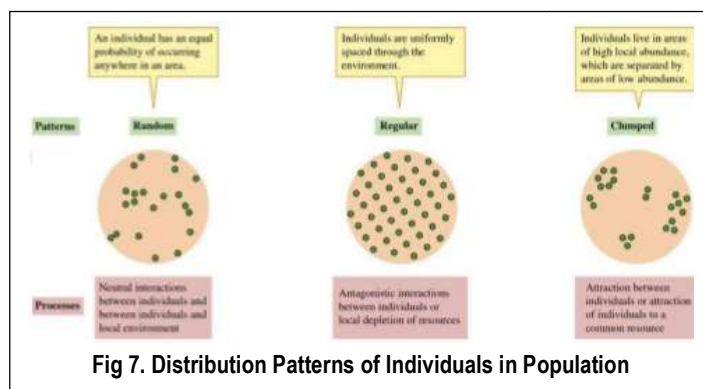 An individual has an equal
probability of occurring
anywhere in an area.
Individuals are uniformly
spaced through the
environment.
Individuals live in areas
of high local abundance,
which are separated by
areas of low abundance.
Patterns
Random
Regular
Clumped
Processes
Neutral interactions
between individuals and
between individuals and
local environment
Antagonistic interactions
between individuals or
local depletion of resources
Attraction between
individuals or attraction
of individuals to a
common resource
Fig 7. Distribution Patterns of Individuals in Population